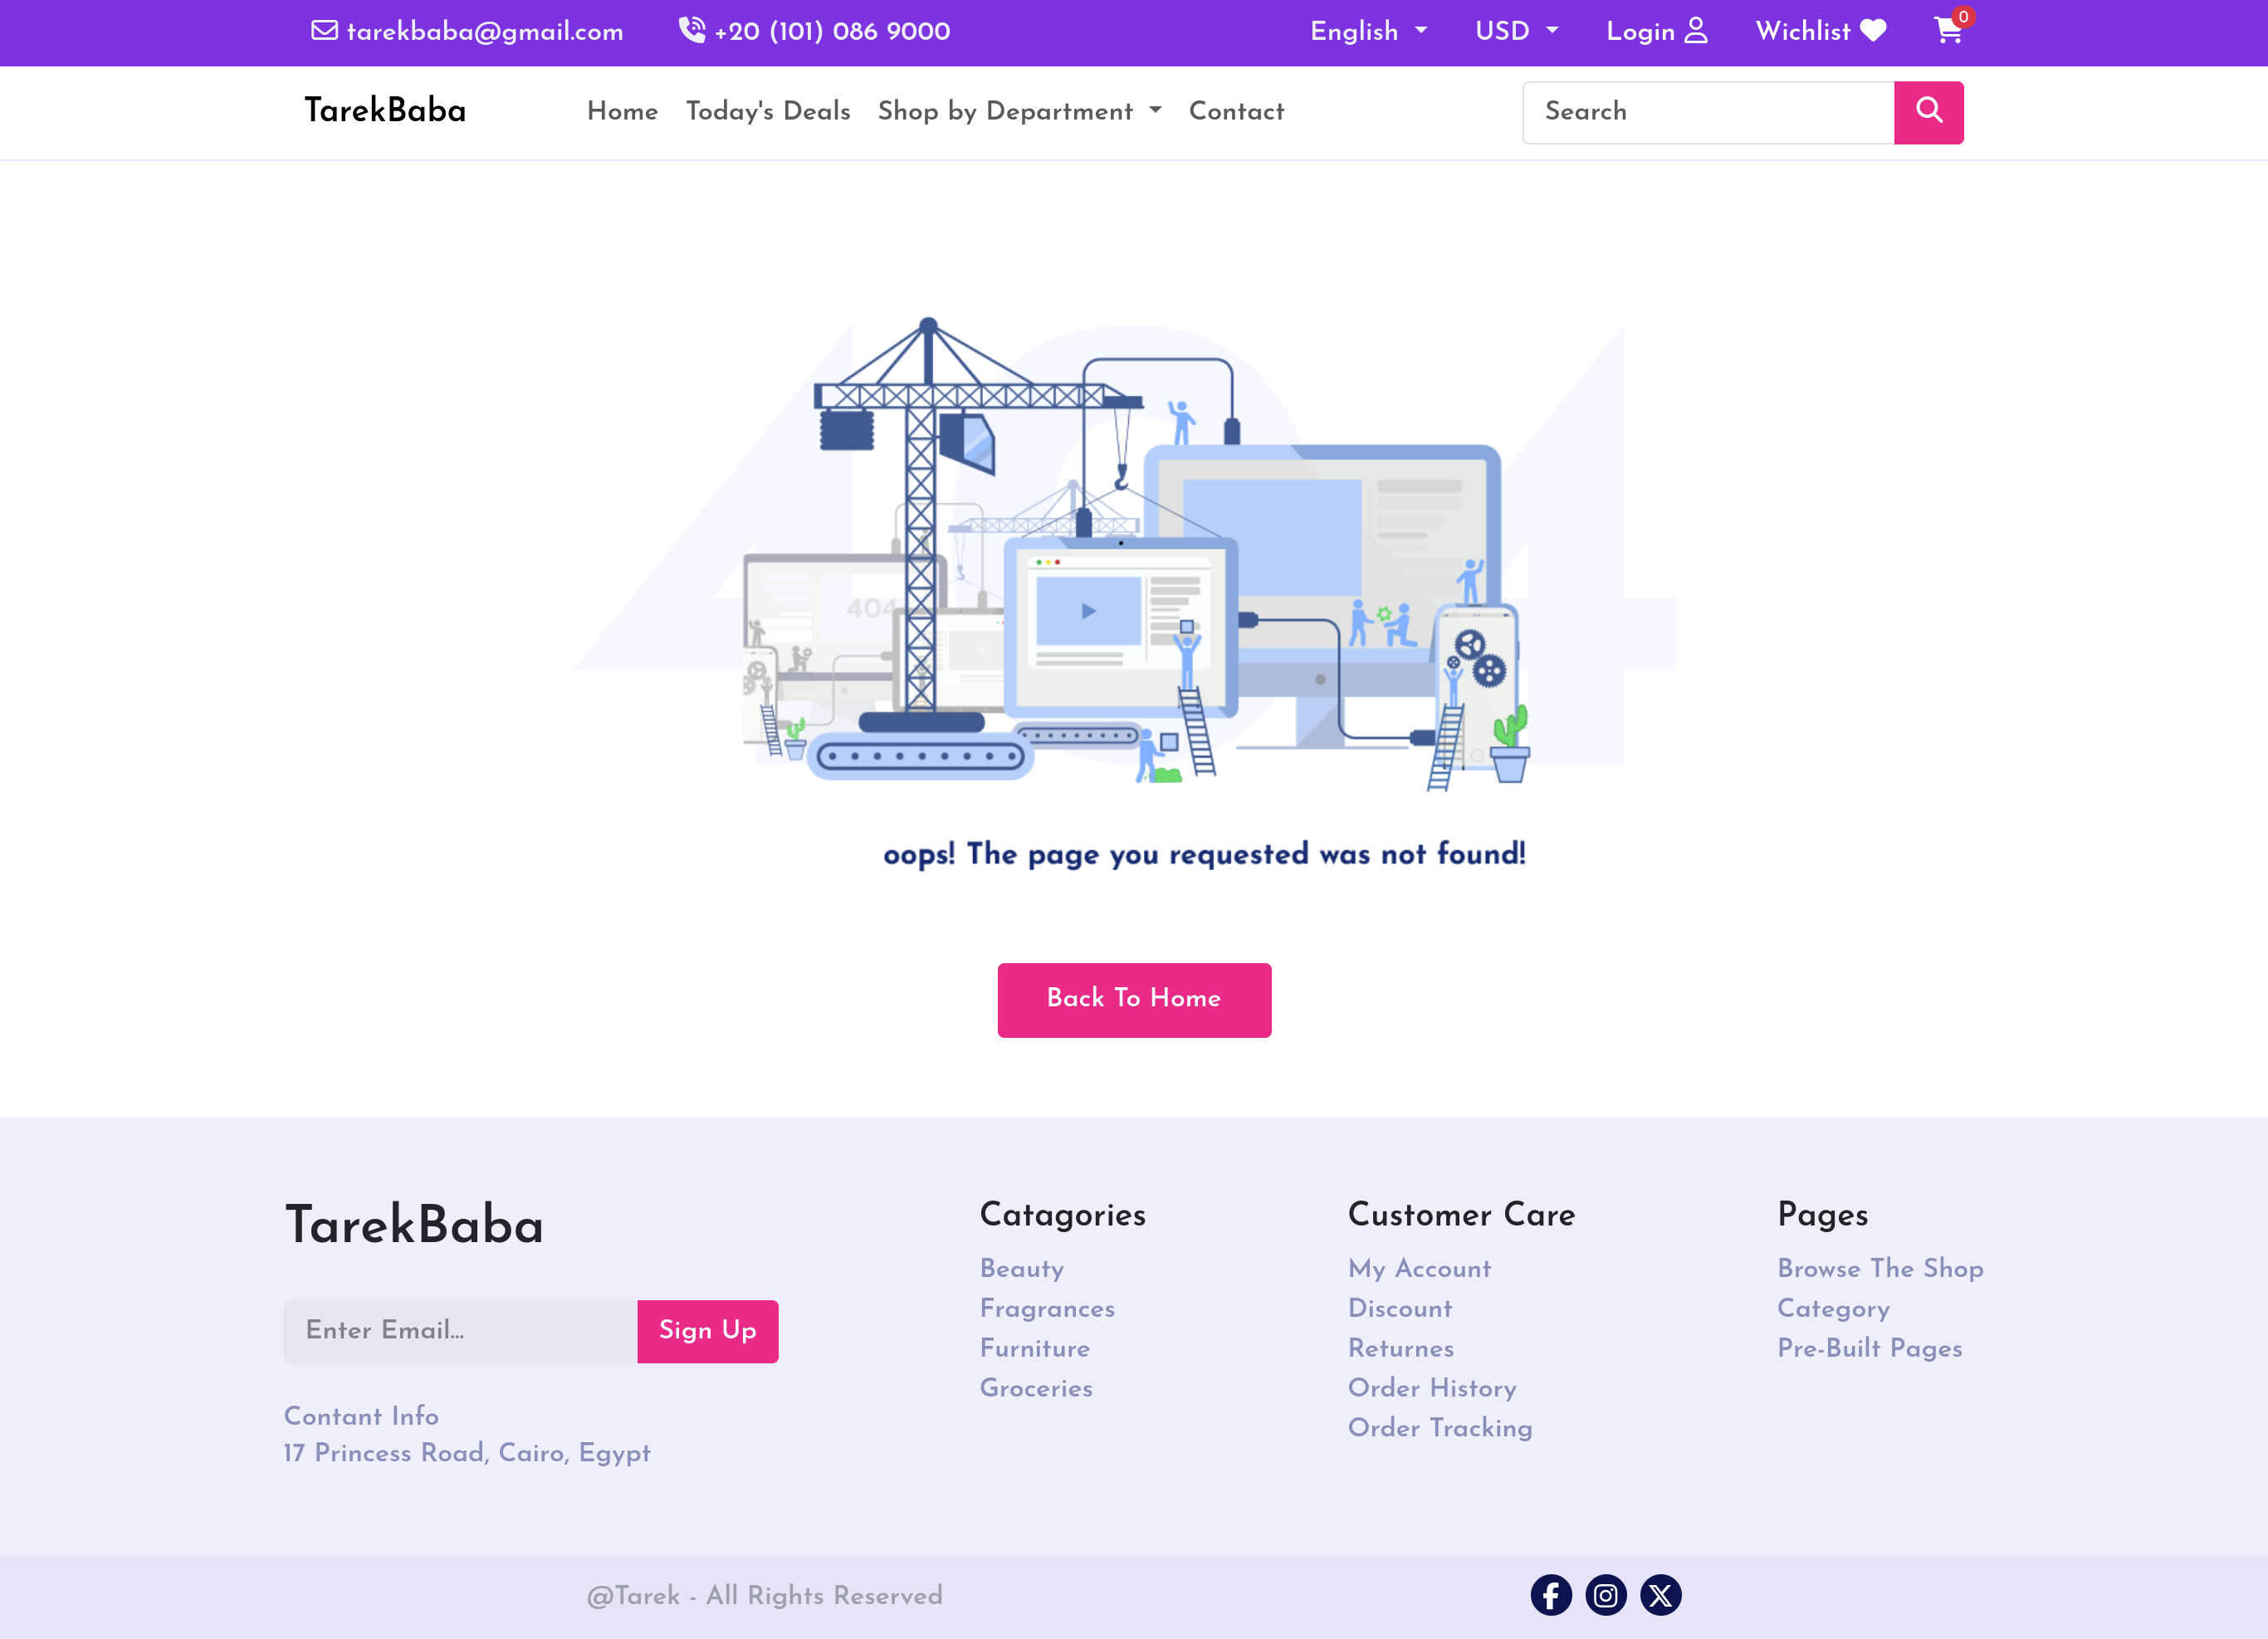 tarekbaba@gmail.com +20 (101) 086 9000 English USD Login Wichlist 0
TarekBaba Home Today's Deals Shop by Department Contact Search
404
404
oops! The page you requested was not found!
Back To Home
TarekBaba
Enter Email... Sign Up
Contant Info
17 Princess Road, Cairo, Egypt
Catagories
Beauty
Fragrances
Furniture
Groceries
Customer Care
My Account
Discount
Returnes
Order History
Order Tracking
Pages
Browse The Shop
Category
Pre-Built Pages
@Tarek - All Rights Reserved